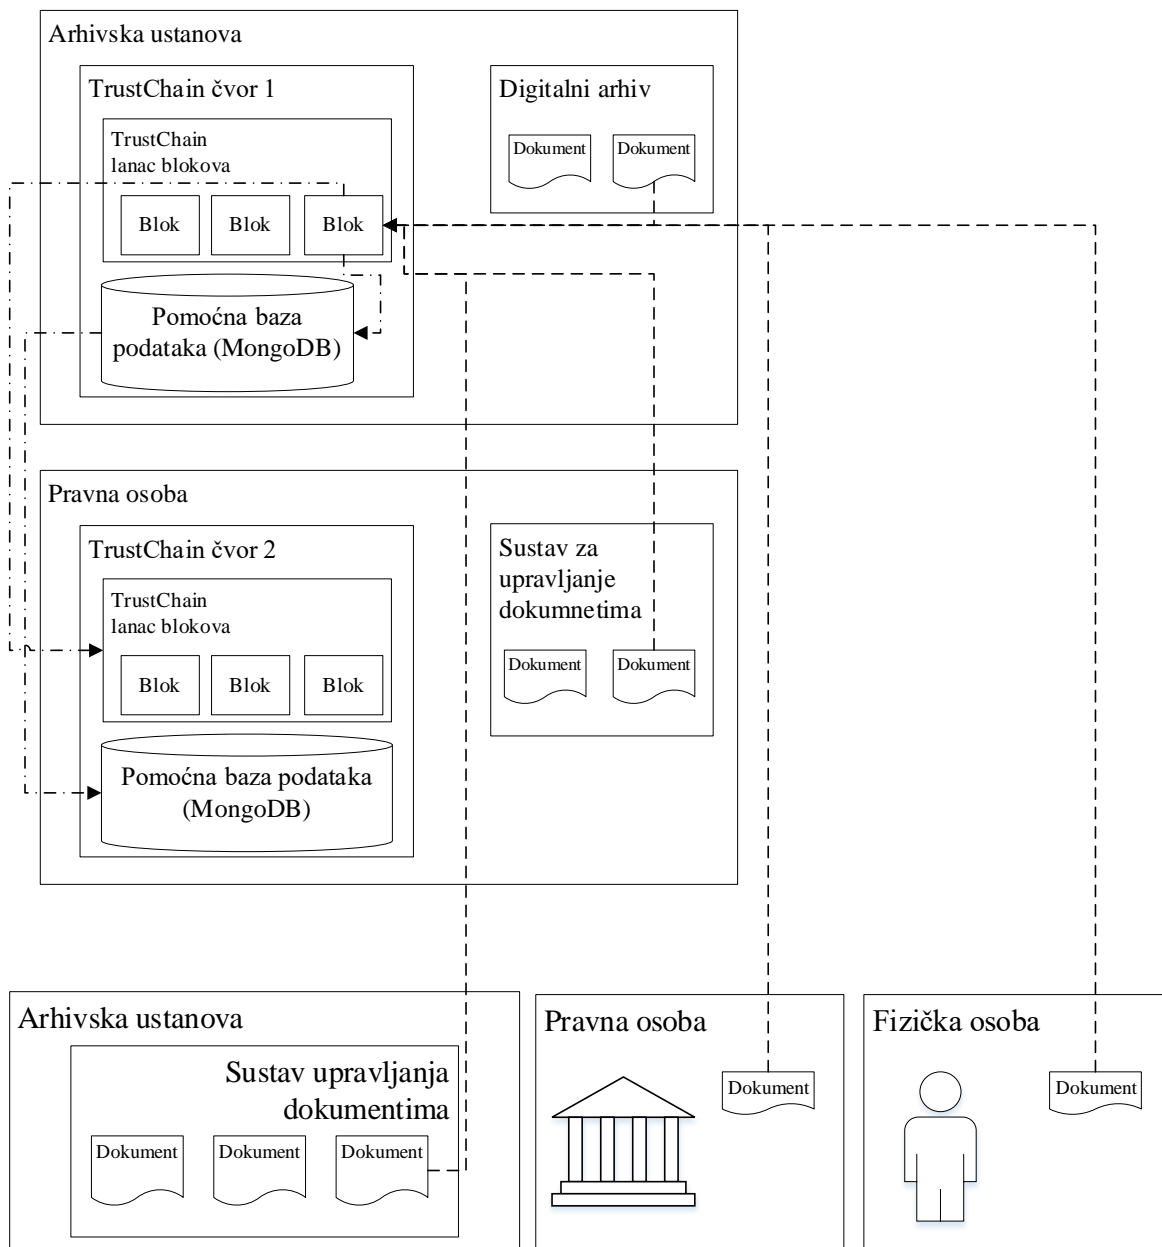 Arhivska ustanova
TrustChain čvor 1
TrustChain
lanac blokova
Blok
Blok
Blok
Pomoćna baza
podataka (MongoDB)
Digitalni arhiv
Dokument
Dokument
Pravna osoba
TrustChain čvor 2
TrustChain
lanac blokova
Blok
Blok
Blok
Pomoćna baza podataka
(MongoDB)
Sustav za
upravljanje
dokumnetima
Dokument
Dokument
Arhivska ustanova
Sustav upravljanja
dokumentima
Dokument
Dokument
Dokument
Pravna osoba
Dokument
Fizička osoba
Dokument